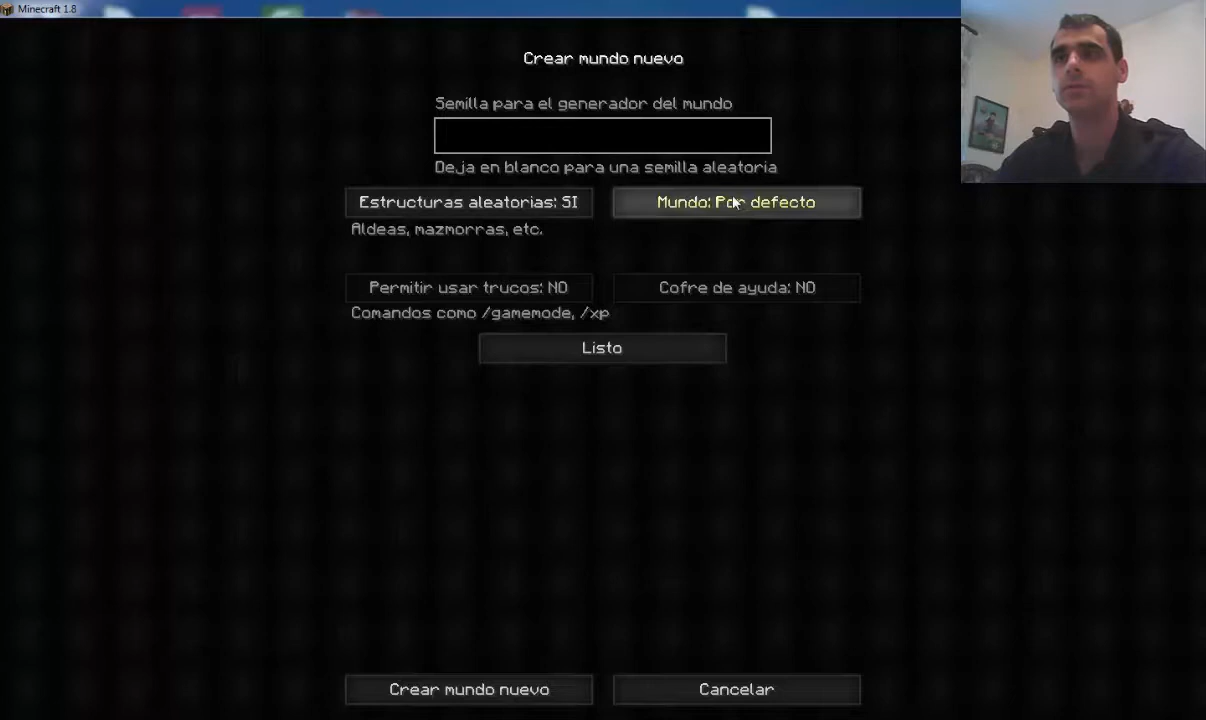 Minecraft 1.8
Crear mundo nuevo
Semilla para el generador del mundo
Deja en blanco para una semilla aleatoria
Estructuras aleatorias: SI
Mundo: Por defecto
Aldeas, mazmorras, etc.
Permitir usar trucos: NO
Cofre de ayuda: NO
Comandos como /gamemode, /xp
Listo
Crear mundo nuevo
Cancelar